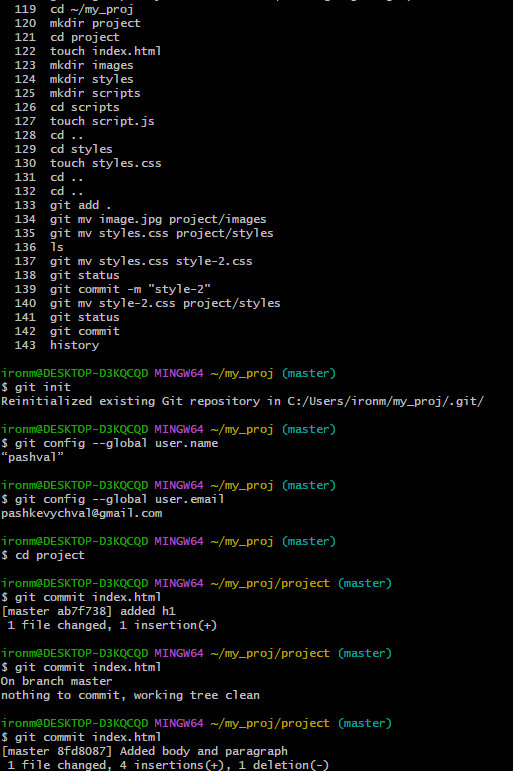 119 cd ~/my_proj
120 mkdir project
121 cd project
122 touch index.html
123 mkdir images
124 mkdir styles
125 mkdir scripts
126 cd scripts
127 touch script.js
128 cd ..
129 cd styles
130 touch styles.css
131 cd ..
132 cd ..
133 git add .
134 git mv image.jpg project/images
135 git mv styles.css project/styles
136 ls
137 git mv styles.css style-2.css
138 git status
139 git commit -m "style-2"
140 git mv style-2.css project/styles
141 git status
142 git commit
143 history
ironm@DESKTOP-D3KQCQD MINGW64 ~/my_proj (master)
$ git init
Reinitialized existing Git repository in C:/Users/ironm/my_proj/.git/
ironm@DESKTOP-D3KQCQD MINGW64 ~/my_proj (master)
$ git config --global user.name
“pashval”
ironm@DESKTOP-D3KQCQD MINGW64 ~/my_proj (master)
$ git config --global user.email
pashkevychval@gmail.com
ironm@DESKTOP-D3KQCQD MINGW64 ~/my_proj (master)
$ cd project
ironm@DESKTOP-D3KQCQD MINGW64 ~/my_proj/project (master)
$ git commit index.html
[master ab7f738] added h1
1 file changed, 1 insertion(+)
ironm@DESKTOP-D3KQCQD MINGW64 ~/my_proj/project (master)
$ git commit index.html
On branch master
nothing to commit, working tree clean
ironm@DESKTOP-D3KQCQD MINGW64 ~/my_proj/project (master)
$ git commit index.html
[master 8fd8087] Added body and paragraph
1 file changed, 4 insertions(+), 1 deletion(-)